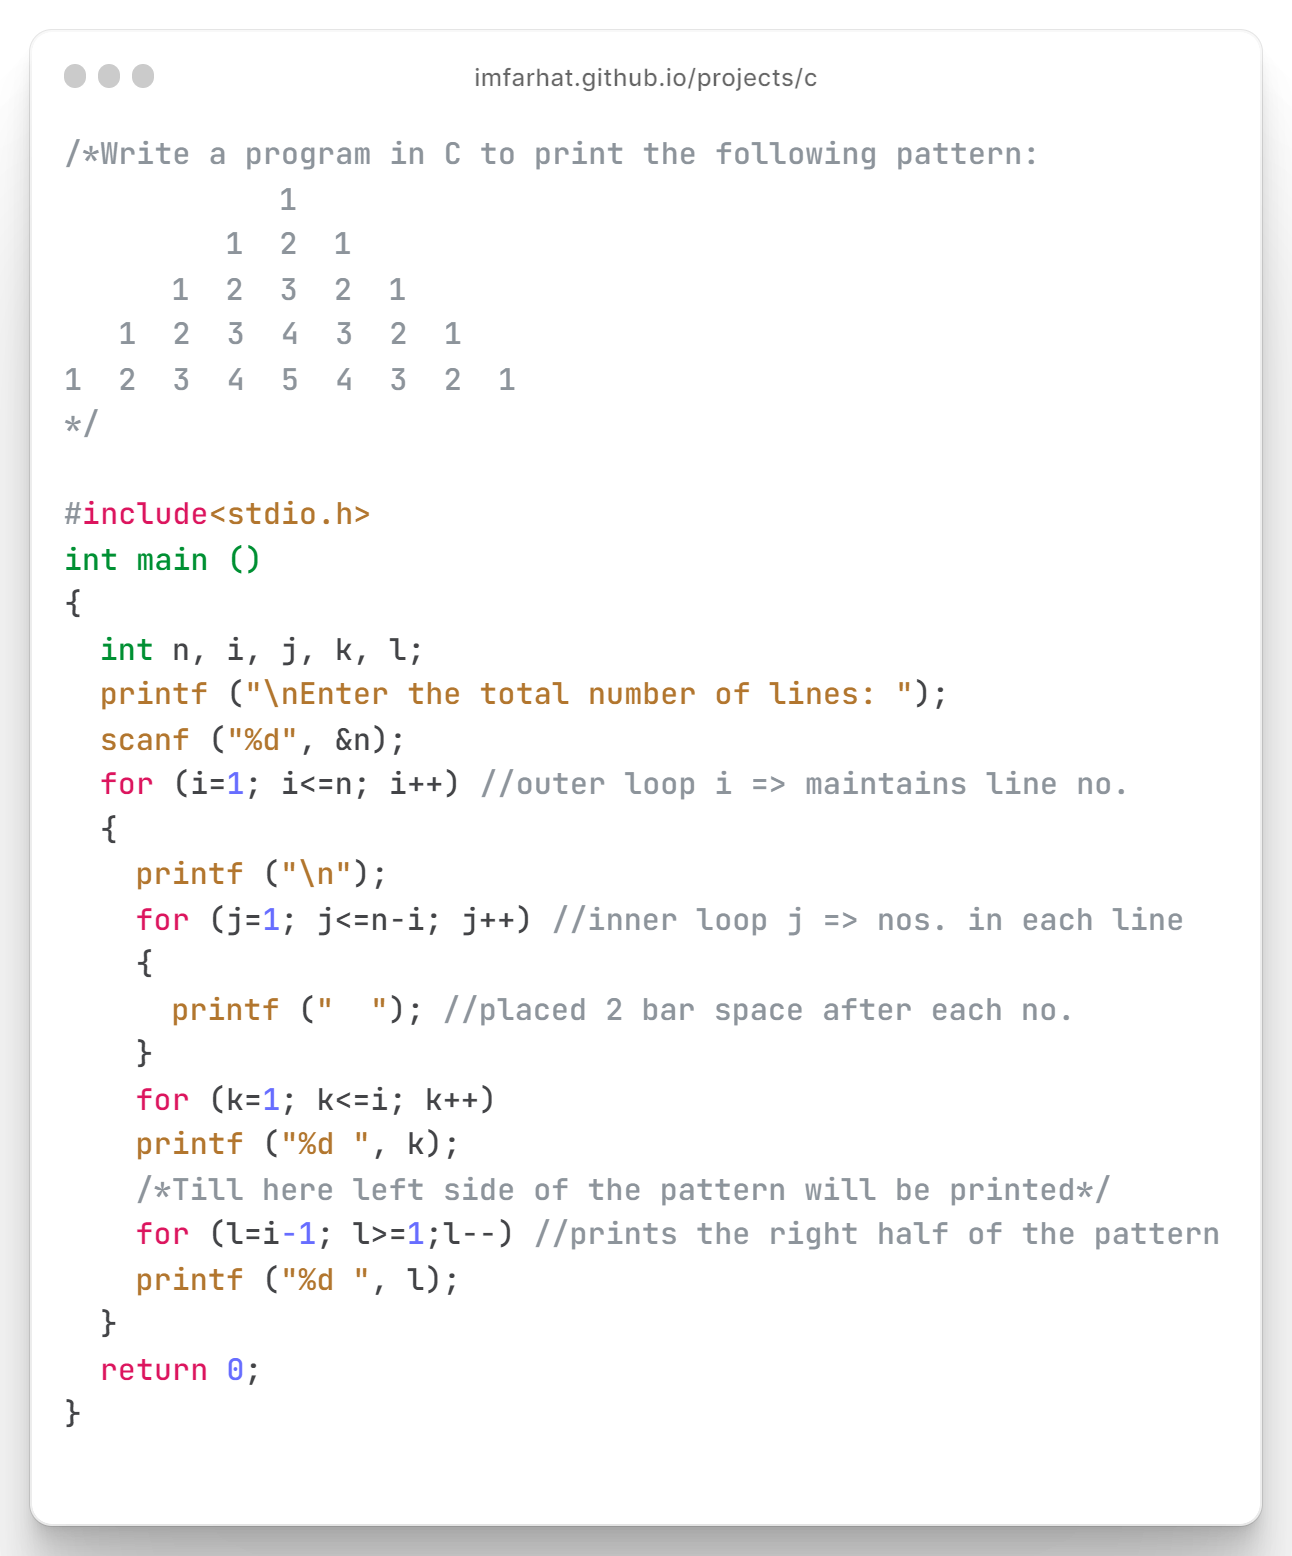 imfarhat.github.io/projects/c
/*Write a program in C to print the following pattern:
            1
         1  2  1
      1  2  3  2  1
   1  2  3  4  3  2  1
1  2  3  4  5  4  3  2  1
*/

#include<stdio.h>
int main ()
{
  int n, i, j, k, l;
  printf ("\nEnter the total number of lines: ");
  scanf ("%d", &n);
  for (i=1; i<=n; i++) //outer loop i => maintains line no.
  {
    printf ("\n");
    for (j=1; j<=n-i; j++) //inner loop j => nos. in each line
    {
      printf ("  "); //placed 2 bar space after each no.
    }
    for (k=1; k<=i; k++)
    printf ("%d ", k);
    /*Till here left side of the pattern will be printed*/
    for (l=i-1; l>=1;l--) //prints the right half of the pattern
    printf ("%d ", l);
  }
  return 0;
}